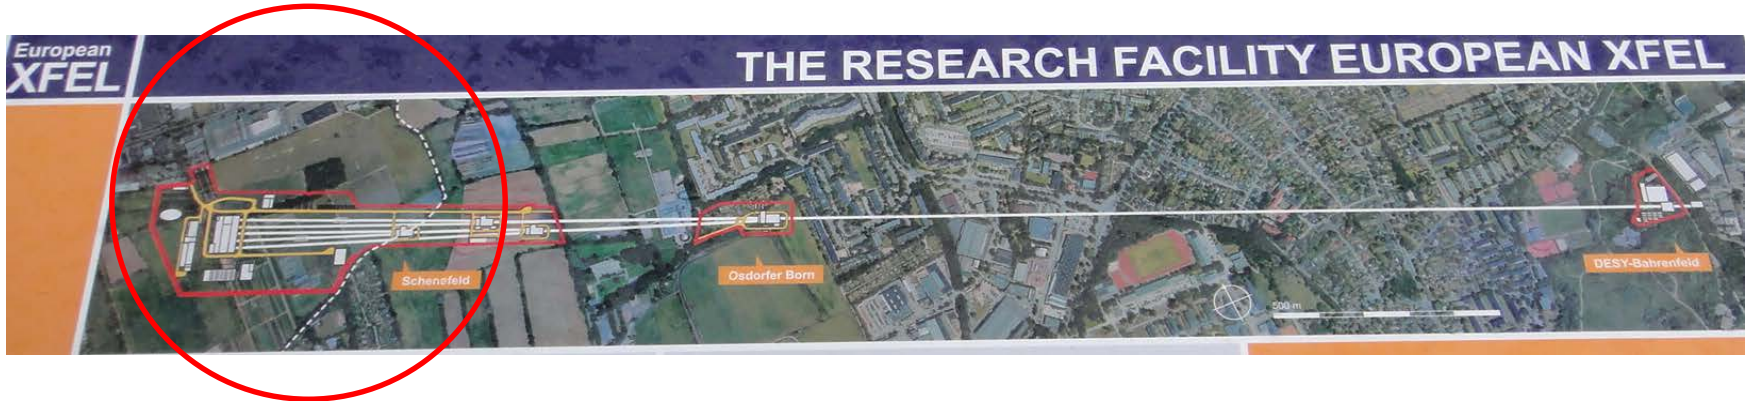 European
XFEL
THE RESEARCH FACILITY EUROPEAN XFEL
Schenefeld
Osdorfer Born
DESY-Bahrenfeld
500 m